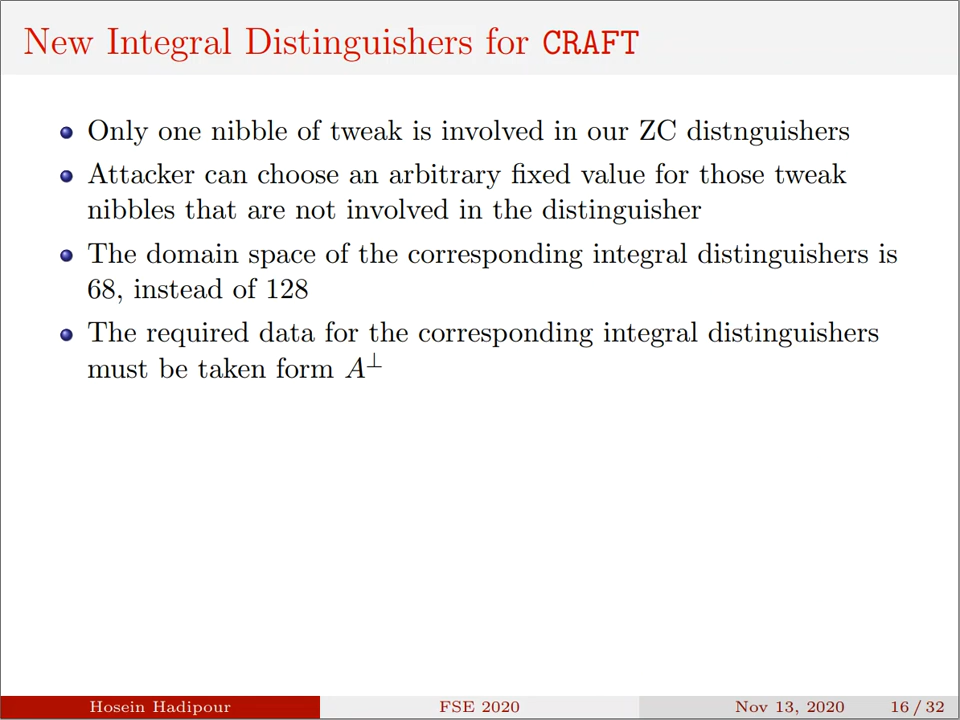 New Integral Distinguishers for CRAFT
Only one nibble of tweak is involved in our ZC distnguishers
Attacker can choose an arbitrary fixed value for those tweak
nibbles that are not involved in the distinguisher
The domain space of the corresponding integral distinguishers is
68, instead of 128
The required data for the corresponding integral distinguishers
must be taken form A⊥
Hosein Hadipour FSE 2020 Nov 13, 2020 16 / 32